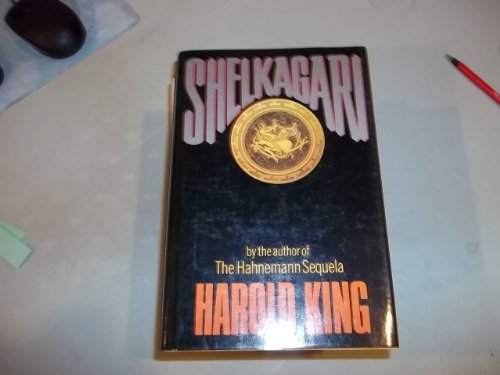 SHELKAGARI
by the author of
The Hahnemann Sequela
HAROLD KING